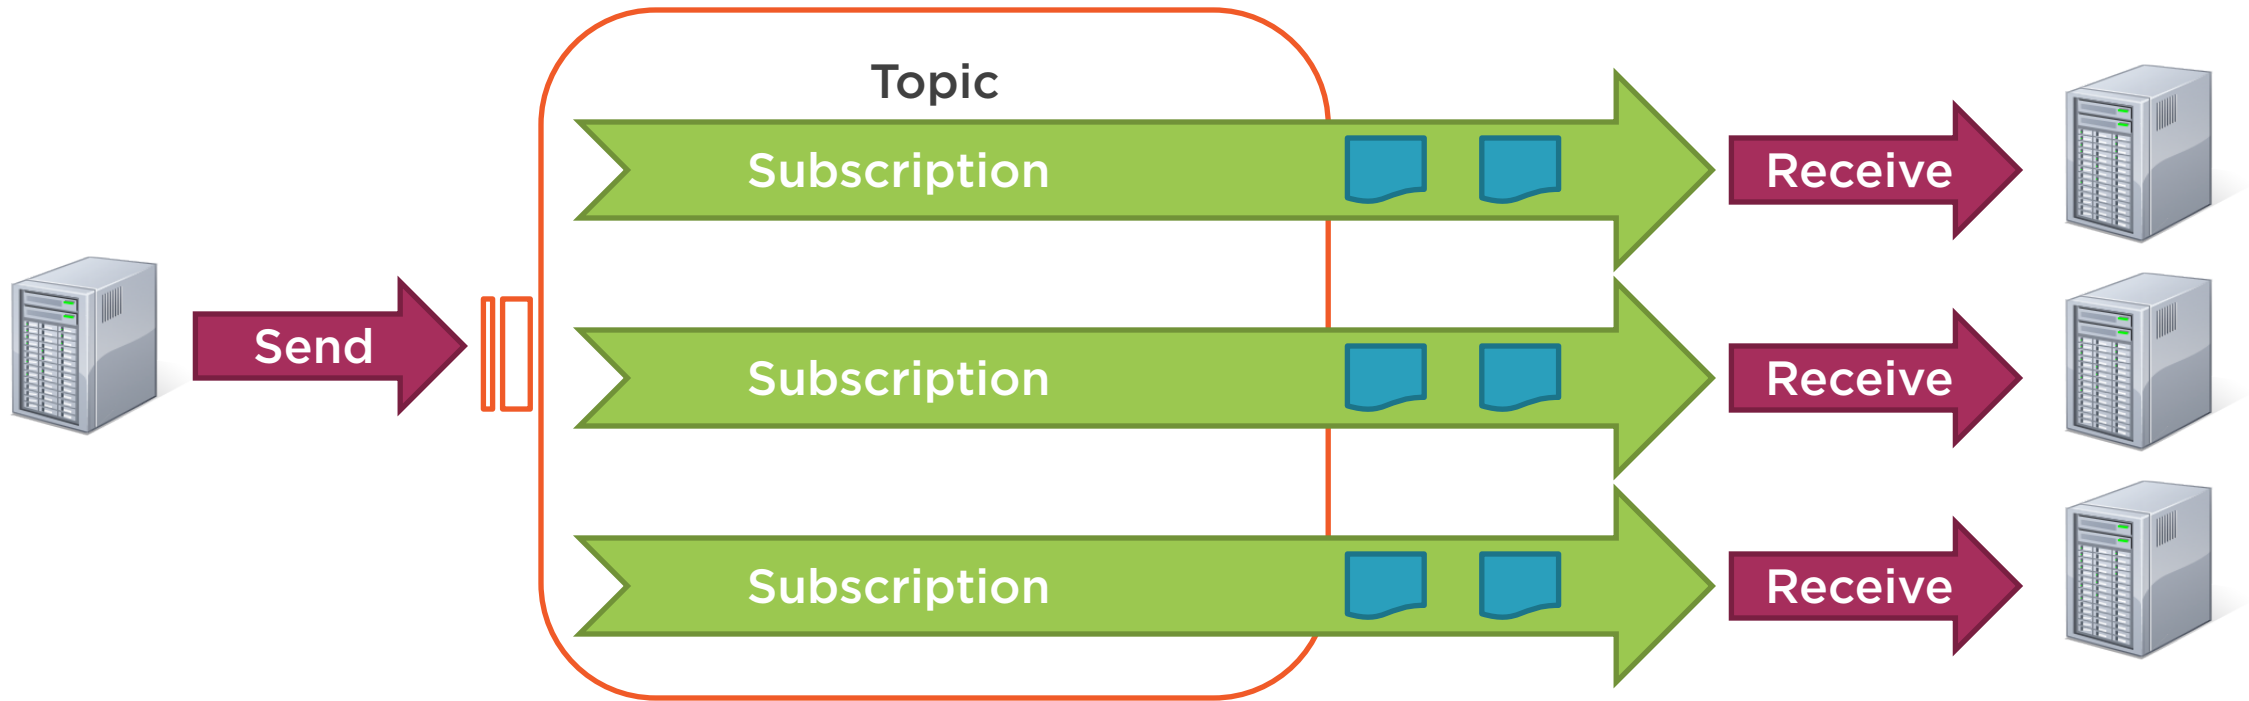 Topic
Subscription
Receive
Send
Subscription
Receive
Subscription
Receive